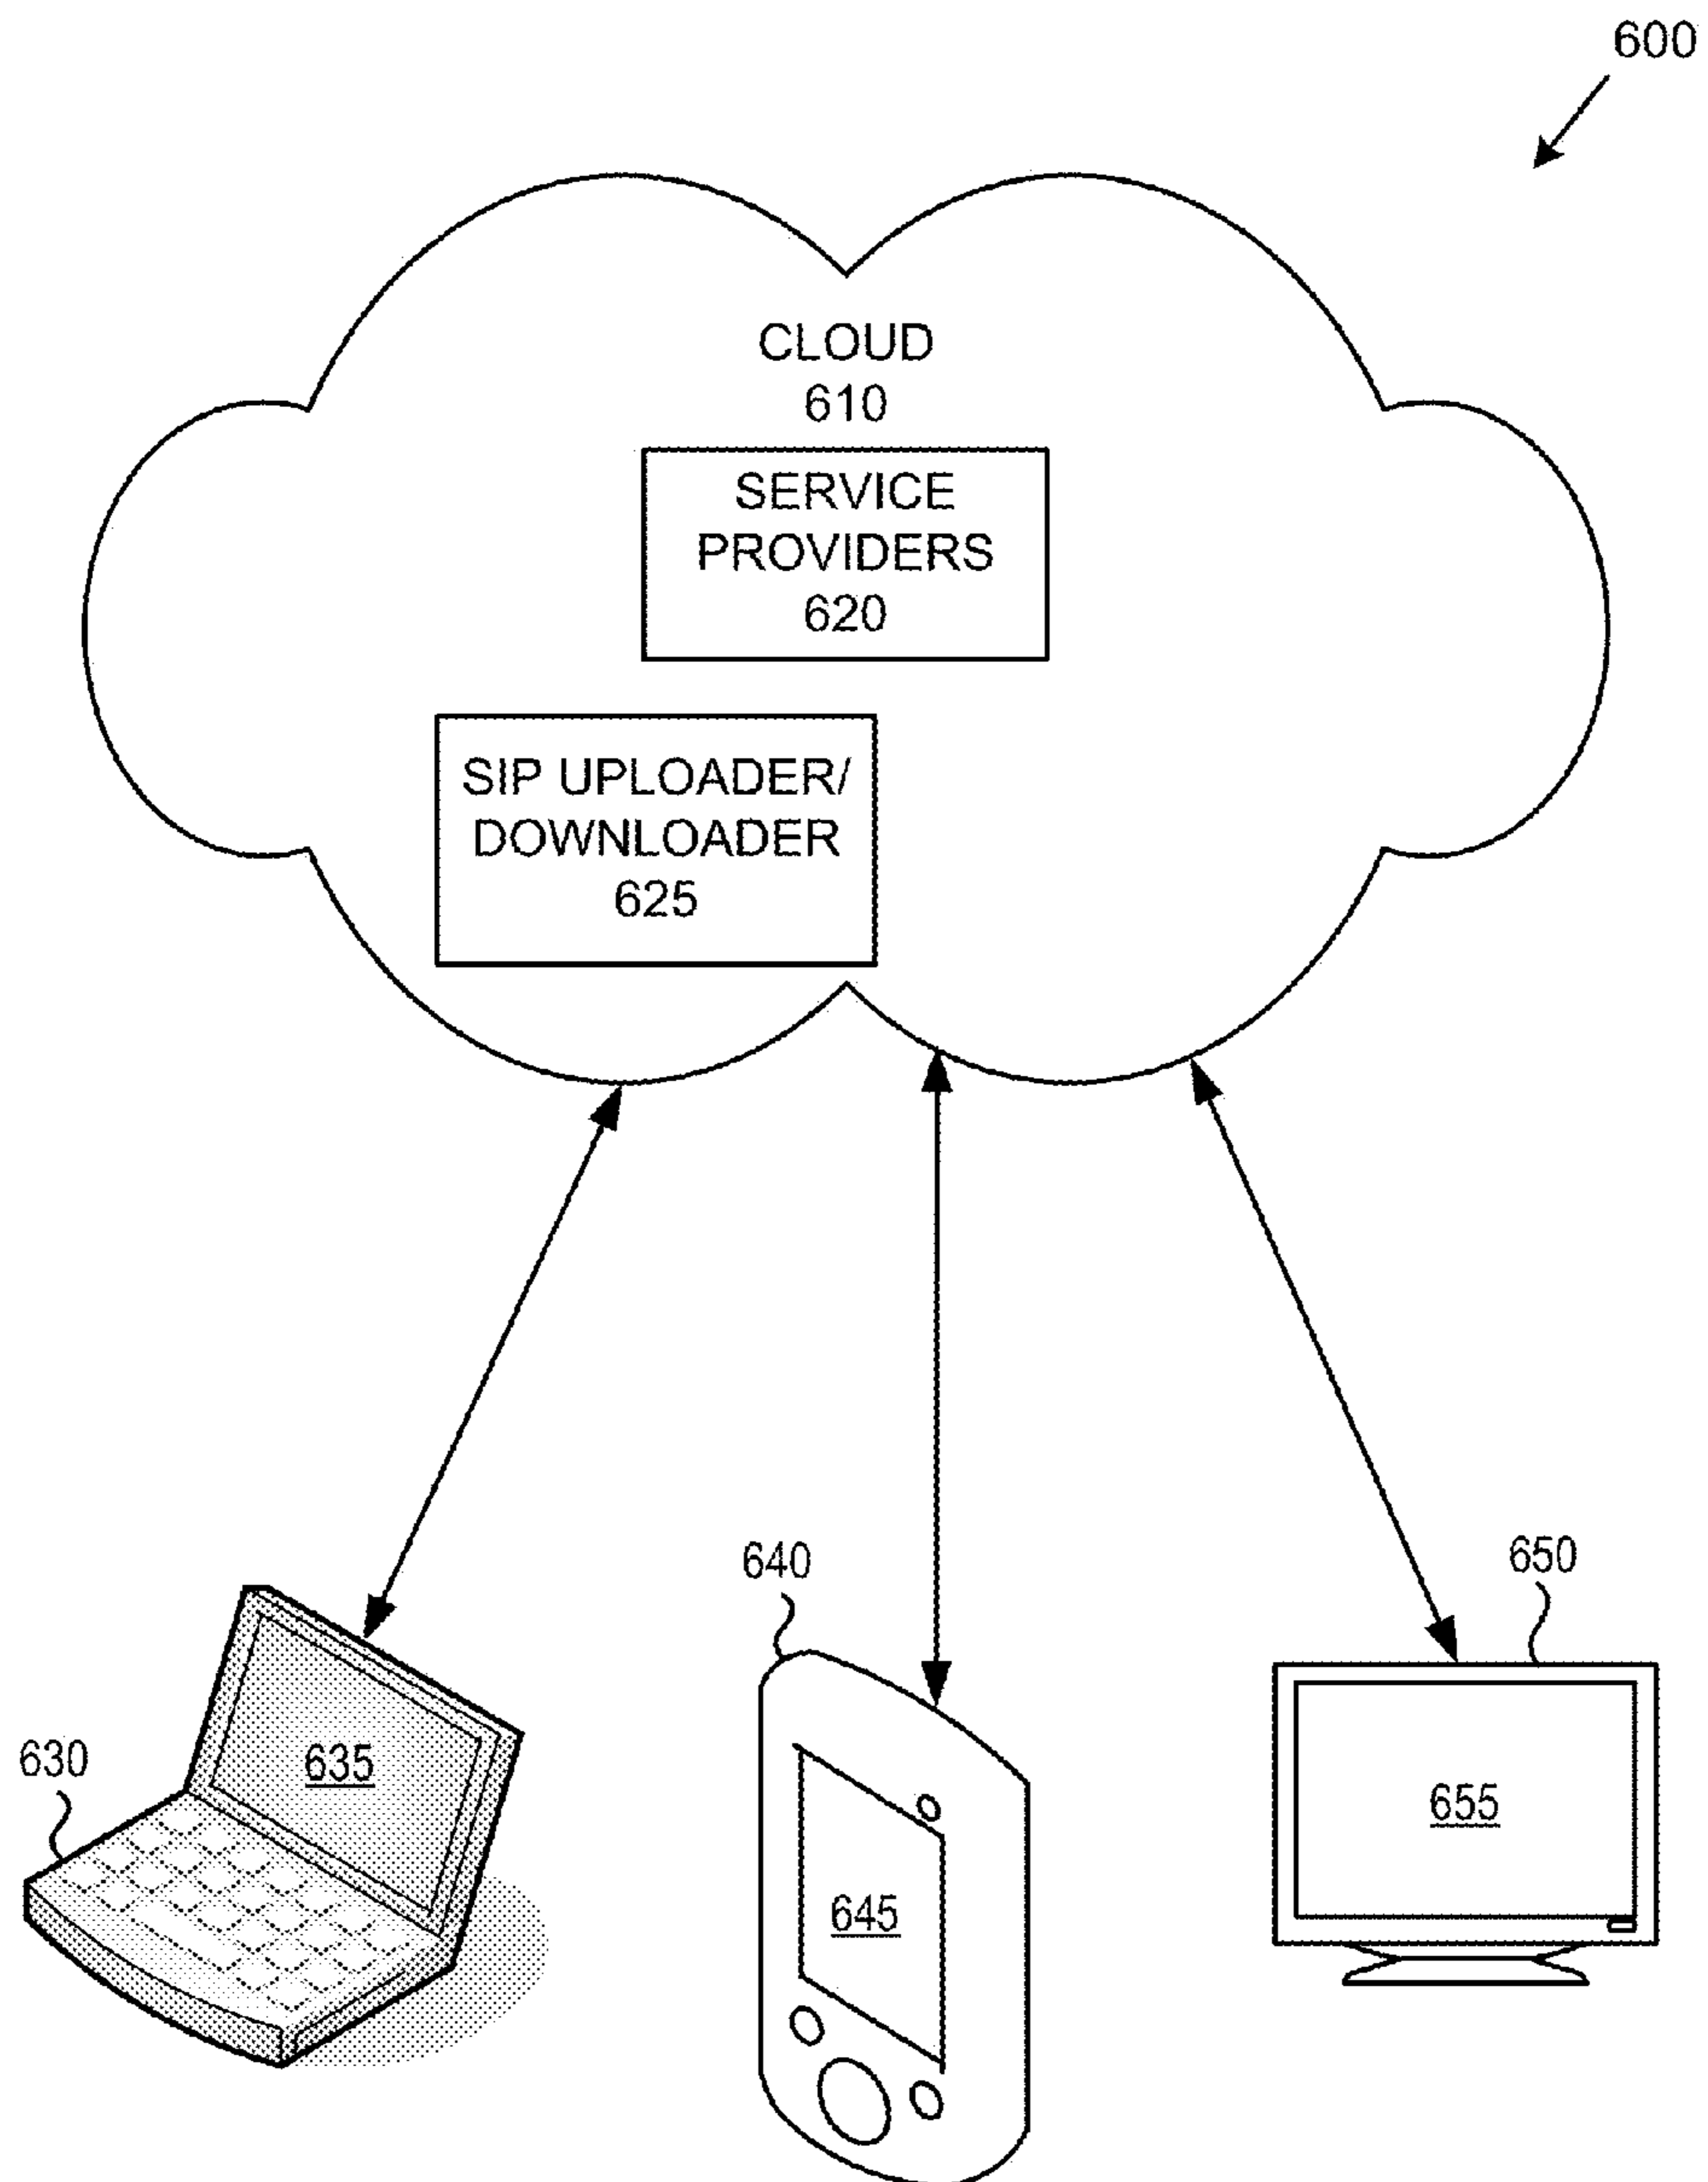 600
CLOUD
610
SERVICE
PROVIDERS
620
SIP UPLOADER/
DOWNLOADER
625
640
650
630
635
655
645